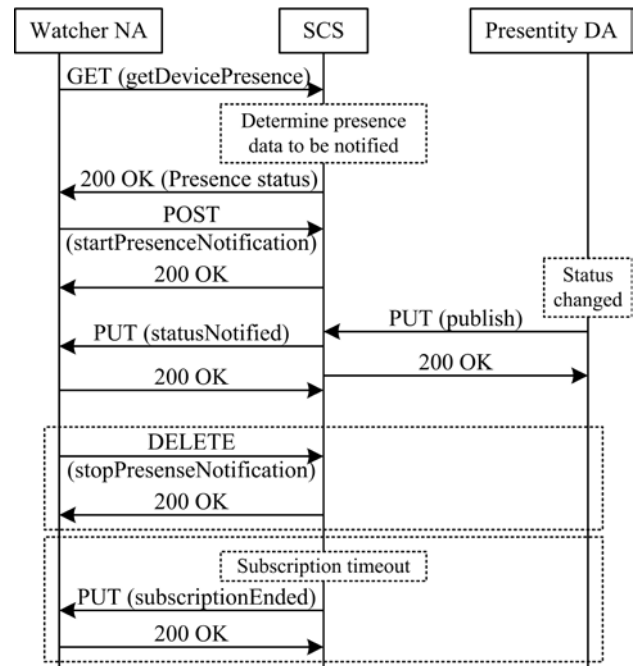 Watcher NA
SCS
Presentity DA
GET (getDevicePresence)
Determine presence
data to be notified
200 OK (Presence status)
POST
(startPresenceNotification)
200 OK
Status
changed
PUT (publish)
PUT (statusNotified)
200 OK
200 OK
DELETE
(stopPresenseNotification)
200 OK
Subscription timeout
PUT (subscriptionEnded)
200 OK